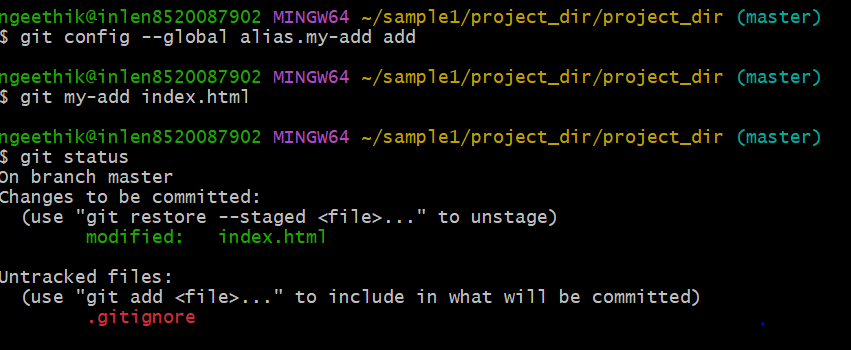 ngeethik@inlen8520087902 MINGW64 ~/sample1/project_dir/project_dir (master)
$ git config --global alias.my-add add
ngeethik@inlen8520087902 MINGW64 ~/sample1/project_dir/project_dir (master)
$ git my-add index.html
ngeethik@inlen8520087902 MINGW64 ~/sample1/project_dir/project_dir (master)
$ git status
On branch master
Changes to be committed:
  (use "git restore --staged <file>..." to unstage)
        modified:   index.html
Untracked files:
  (use "git add <file>..." to include in what will be committed)
        .gitignore